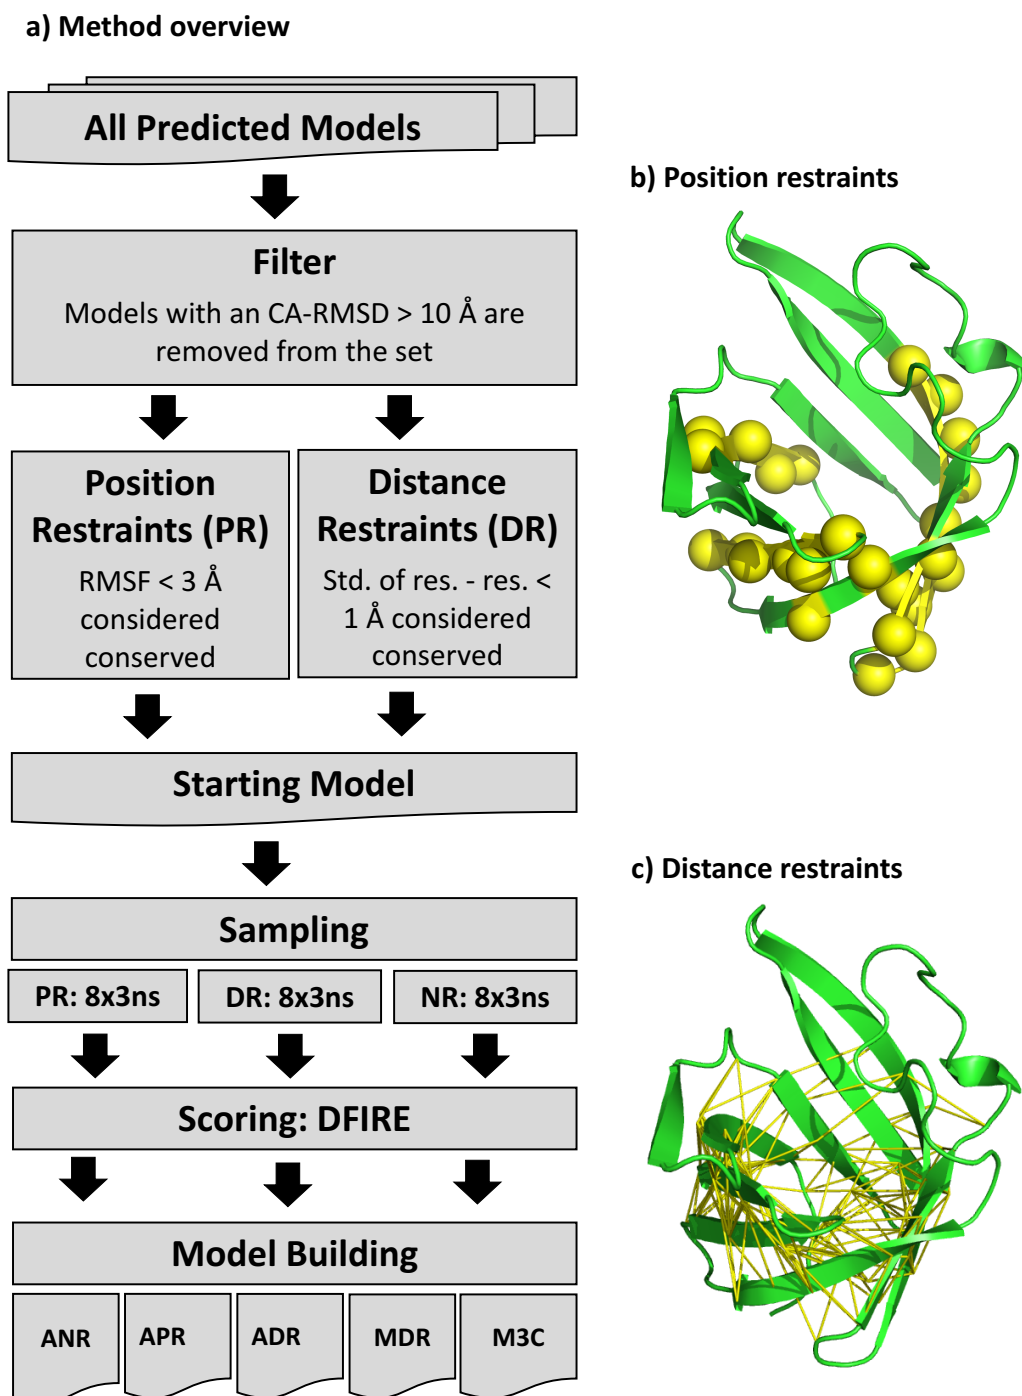 a) Method overview
All Predicted Models
Filter
Models with an CA-RMSD > 10 Å are
removed from the set
Position
Restraints (PR)
RMSF < 3 Å
considered
conserved
Distance
Restraints (DR)
Std. of res. - res. <
1 Å considered
conserved
Starting Model
Sampling
PR: 8x3ns
DR: 8x3ns
NR: 8x3ns
Scoring: DFIRE
Model Building
ANR
APR
ADR
MDR
M3C
b) Position restraints
c) Distance restraints